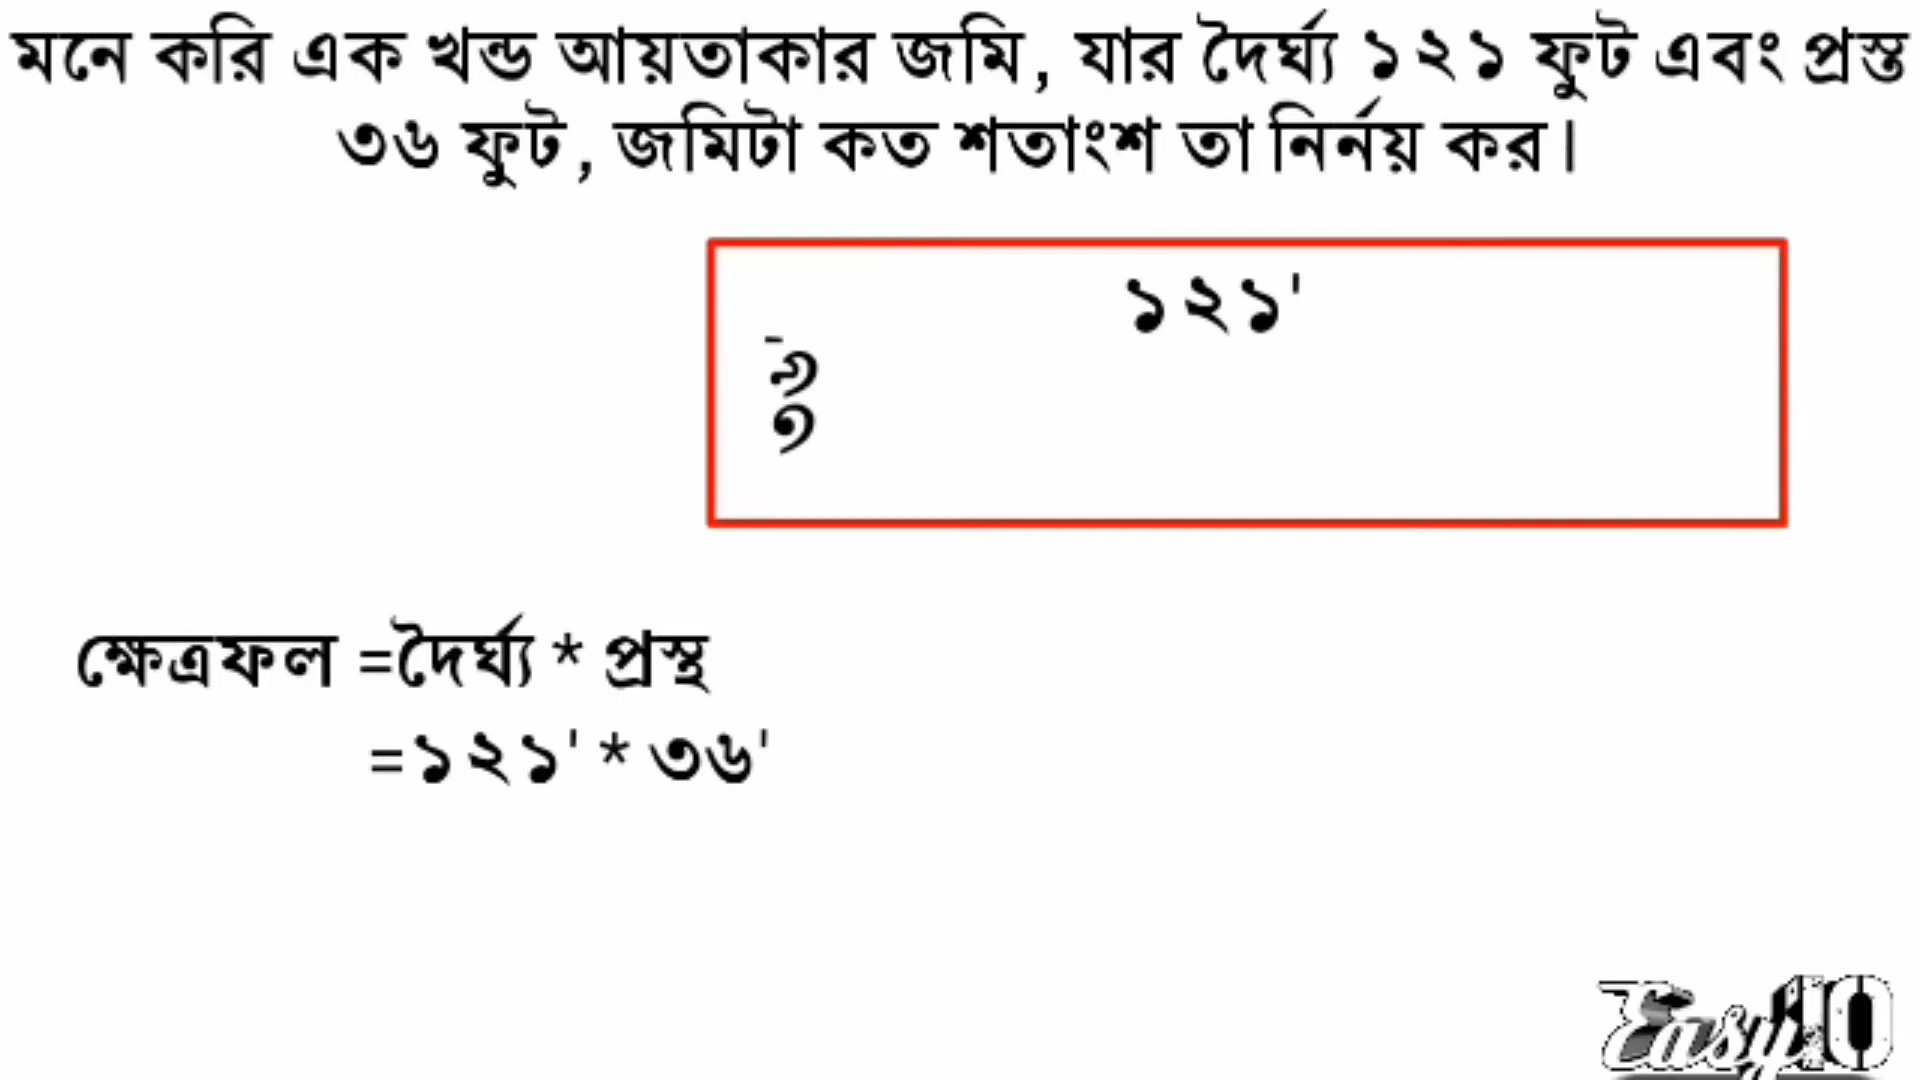 মনে করি এক খন্ড আয়তাকার জমি, যার দৈর্ঘ্য ১২১ ফুট এবং প্রস্ত
৩৬ ফুট, জমিটা কত শতাংশ তা নির্নয় কর।
১২১'
৩৬'
ক্ষেত্রফল =দৈর্ঘ্য * প্রস্থ
=১২১' * ৩৬'
Easy10